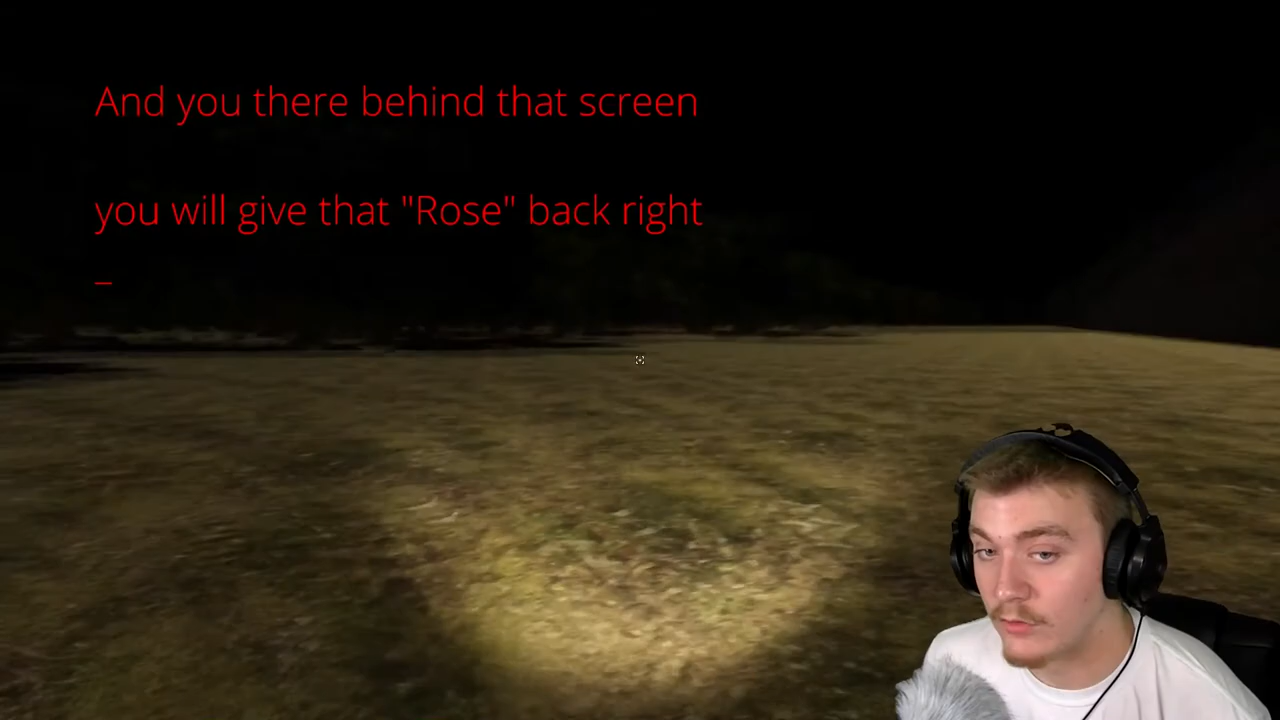 And you there behind that screen
you will give that "Rose" back right
_